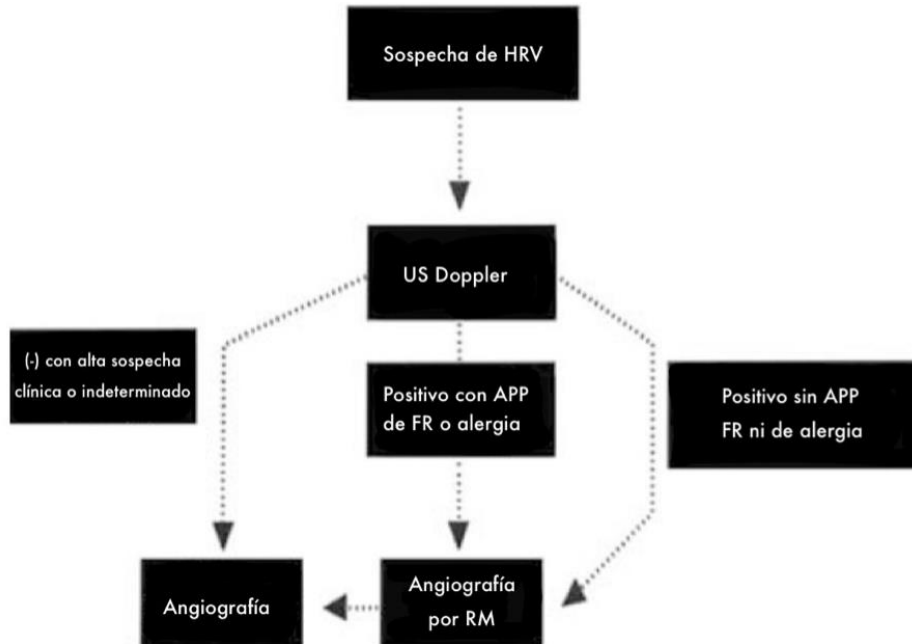 Sospecha de HRV
US Doppler
(-) con alta sospecha
clínica o indeterminado
Positivo con APP
de FR o alergia
Positivo sin APP
FR ni de alergia
Angiografía
Angiografía
por RM